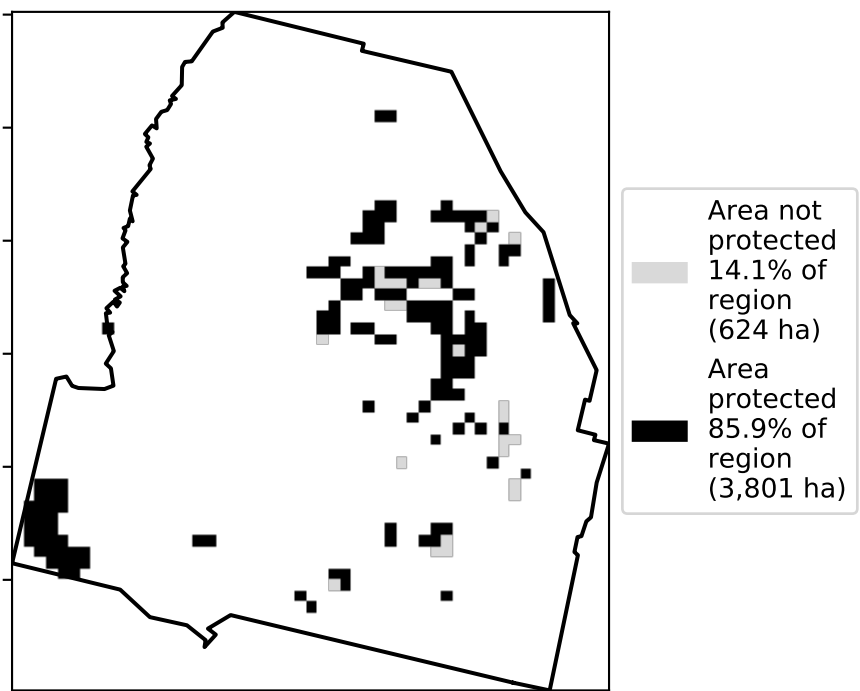 Area not
protected
14.1% of
region
(624 ha)
Area
protected
85.9% of
region
(3,801 ha)